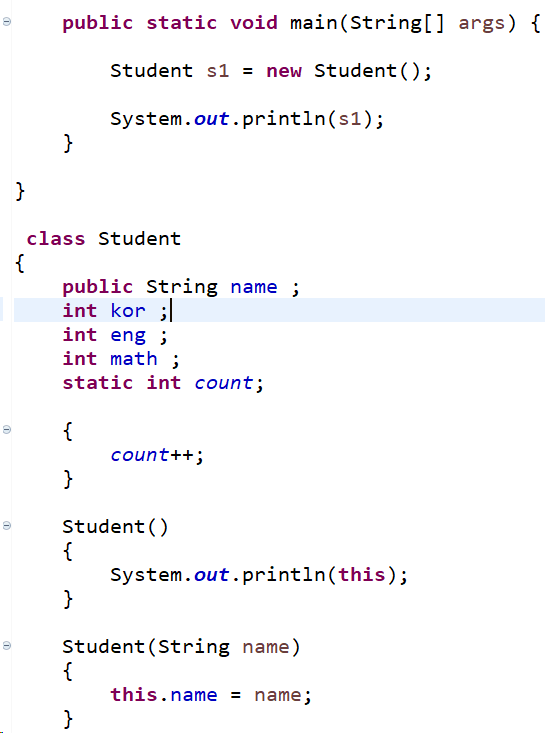 public static void main(String[] args) {
Student s1 = new Student();
System.out.println(s1);
}
}
class Student
{
public String name ;
int kor ;
int eng ;
int math ;
static int count;
{
count++;
}
Student()
{
System.out.println(this);
}
Student(String name)
{
this.name = name;
}